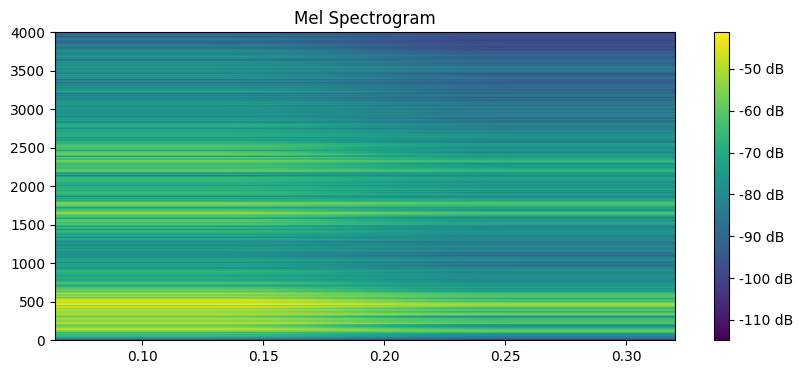 Mel Spectrogram
4000
3500
3000
2500
2000
1500
1000
500
0
0.10 0.15 0.20 0.25 0.30
-50 dB
-60 dB
-70 dB
-80 dB
-90 dB
-100 dB
-110 dB